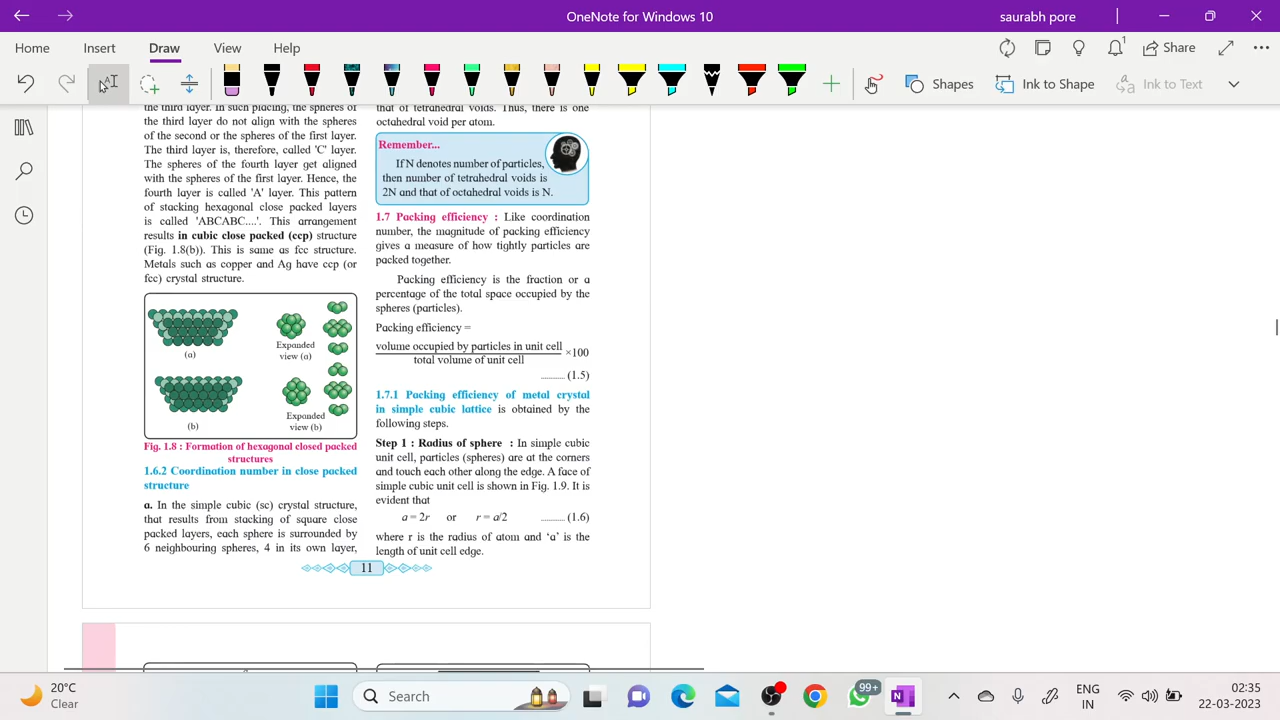 OneNote for Windows 10
saurabh pore
Home
Insert
Draw
View
Help
1
Share
Shapes
Ink to Shape
Ink to Text
the third layer. In such placing, the spheres of
the third layer do not align with the spheres
of the second or the spheres of the first layer.
The third layer is, therefore, called 'C' layer.
The spheres of the fourth layer get aligned
with the spheres of the first layer. Hence, the
fourth layer is called 'A' layer. This pattern
of stacking hexagonal close packed layers
is called 'ABCABC....'. This arrangement
results in cubic close packed (ccp) structure
(Fig. 1.8(b)). This is same as fcc structure.
Metals such as copper and Ag have ccp (or
fcc) crystal structure.
(a)
Expanded
view (a)
(b)
Expanded
view (b)
Fig. 1.8 : Formation of hexagonal closed packed
structures
1.6.2 Coordination number in close packed
structure
a. In the simple cubic (sc) crystal structure,
that results from stacking of square close
packed layers, each sphere is surrounded by
6 neighbouring spheres, 4 in its own layer,
that of tetrahedral voids. Thus, there is one
octahedral void per atom.
Remember...
If N denotes number of particles,
then number of tetrahedral voids is
2N and that of octahedral voids is N.
1.7 Packing efficiency : Like coordination
number, the magnitude of packing efficiency
gives a measure of how tightly particles are
packed together.
Packing efficiency is the fraction or a
percentage of the total space occupied by the
spheres (particles).
Packing efficiency =
volume occupied by particles in unit cell
total volume of unit cell
×100
............ (1.5)
1.7.1 Packing efficiency of metal crystal
in simple cubic lattice is obtained by the
following steps.
Step 1 : Radius of sphere : In simple cubic
unit cell, particles (spheres) are at the corners
and touch each other along the edge. A face of
simple cubic unit cell is shown in Fig. 1.9. It is
evident that
a = 2r or r = a/2 ............ (1.6)
where r is the radius of atom and 'a' is the
length of unit cell edge.
11
20°C
Clear
Search
99+
ENG
IN
02:35
22-03-2023